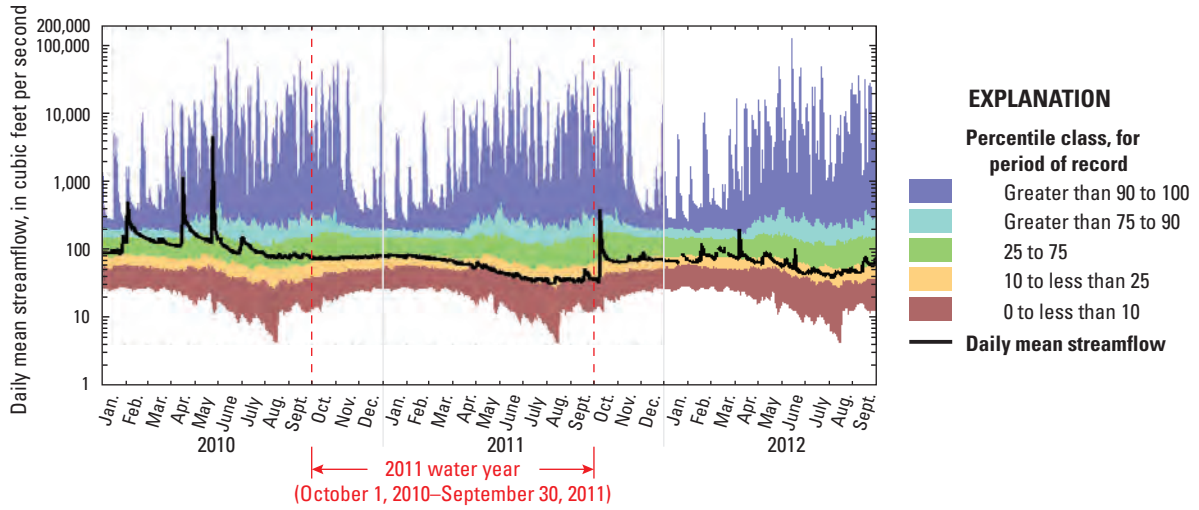 Daily mean streamflow, in cubic feet per second
200,000
100,000
10,000
1,000
100
10
1
Jan. Feb. Mar. Apr. May June July Aug. Sept. Oct. Nov. Dec. Jan. Feb. Mar. Apr. May June July Aug. Sept. Oct. Nov. Dec. Jan. Feb. Mar. Apr. May June July Aug. Sept.
2010 2011 2012
2011 water year
(October 1, 2010–September 30, 2011)
EXPLANATION
Percentile class, for
period of record
Greater than 90 to 100
Greater than 75 to 90
25 to 75
10 to less than 25
0 to less than 10
Daily mean streamflow